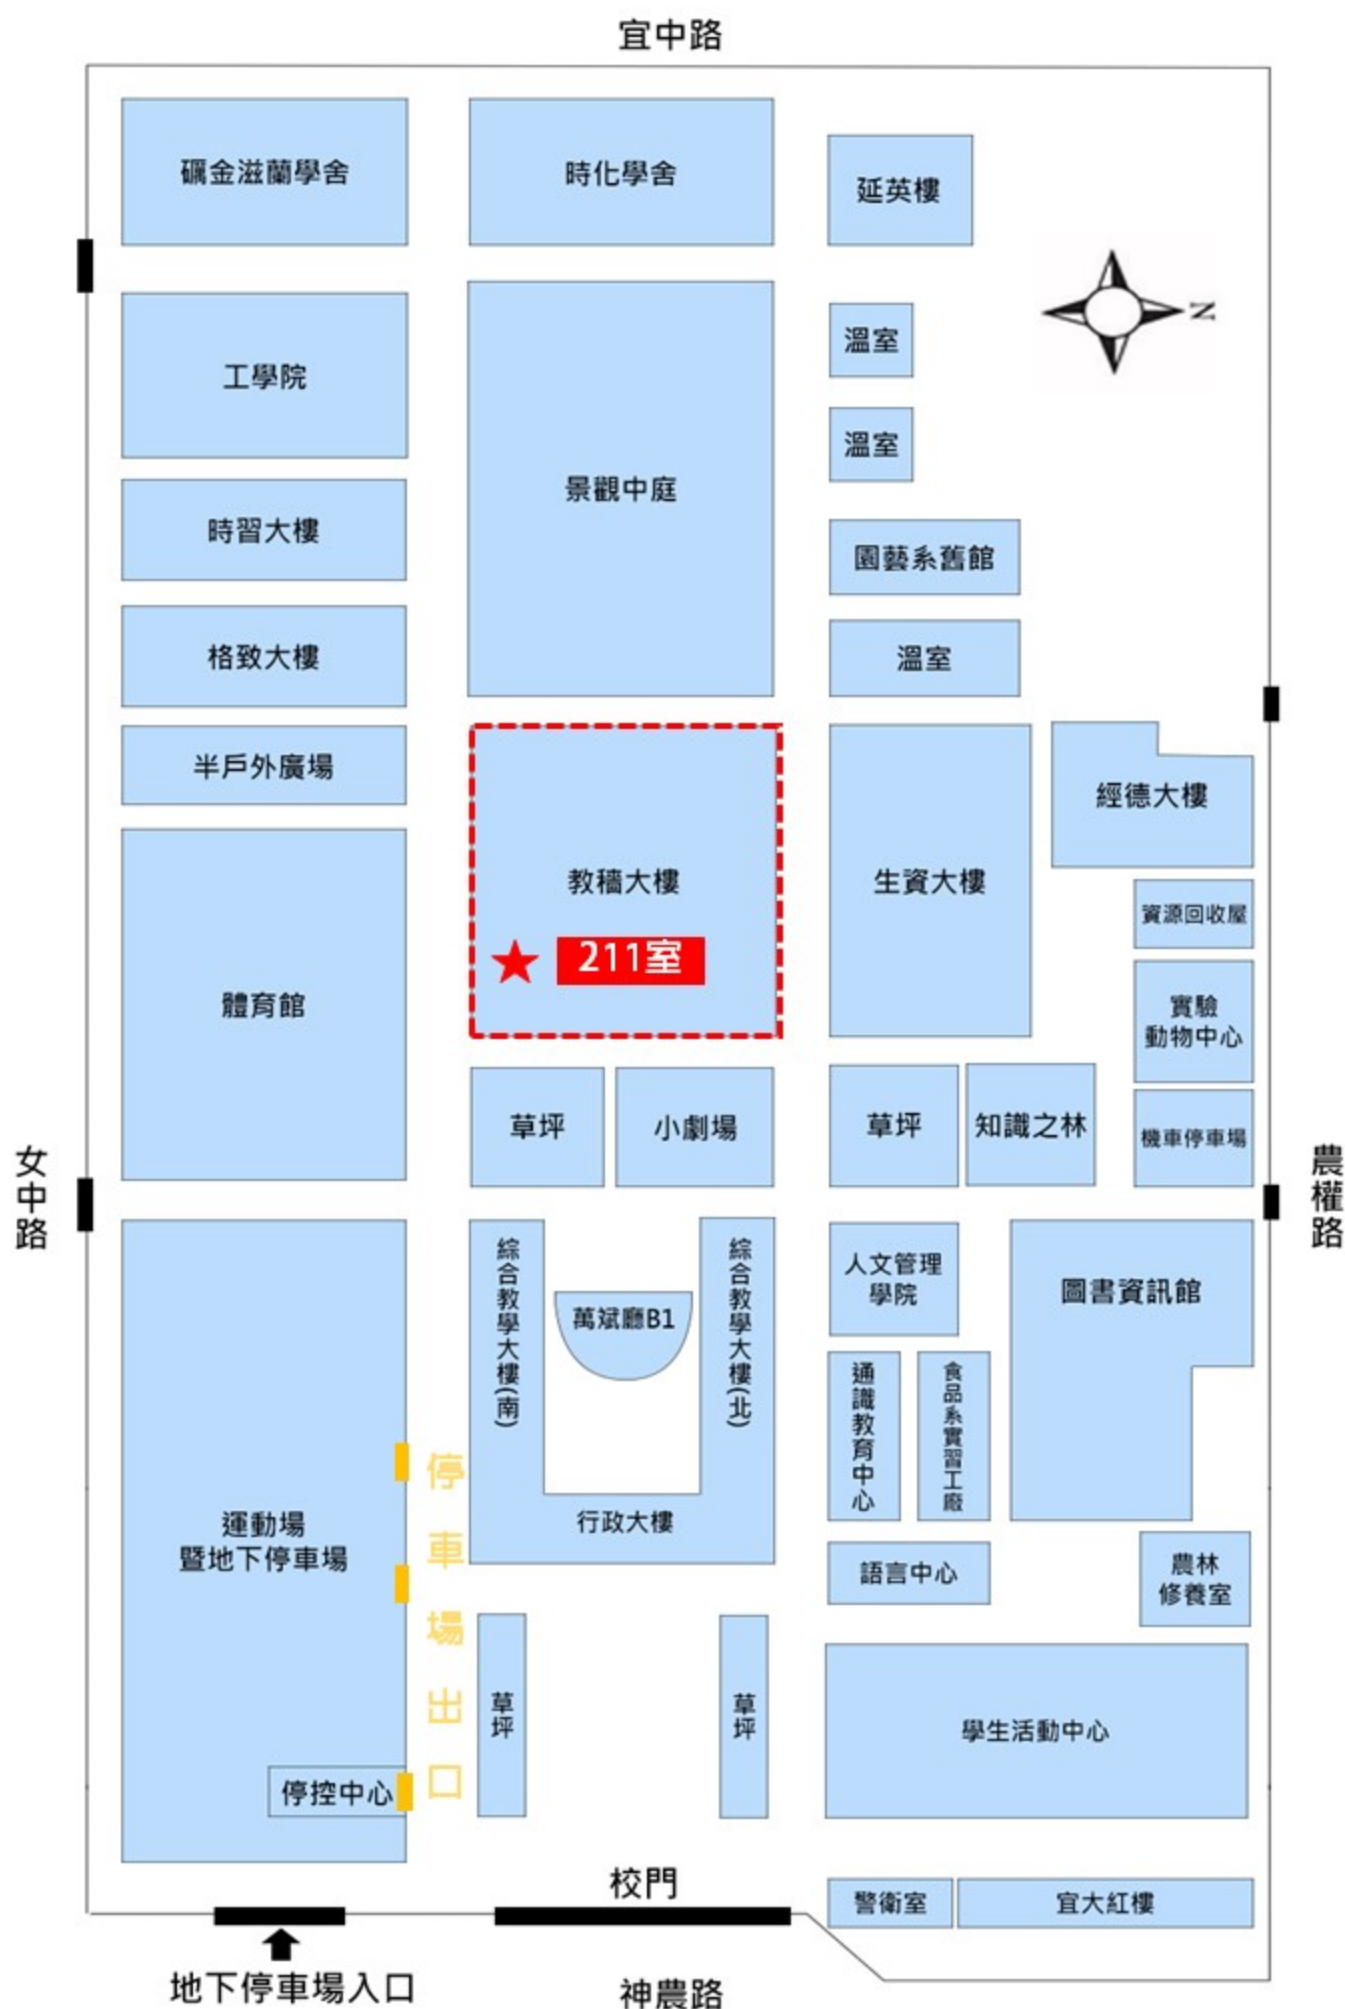 宜中路
礪金滋蘭學舍
時化學舍
延英樓
N
溫室
工學院
溫室
景觀中庭
時習大樓
園藝系舊館
格致大樓
溫室
半戶外廣場
經德大樓
教穡大樓
生資大樓
資源回收屋
211室
體育館
實驗
動物中心
草坪
小劇場
草坪
知識之林
機車停車場
女中路
農權路
綜合教學大樓(南)
綜合教學大樓(北)
萬斌廳B1
人文管理
學院
圖書資訊館
通識教育中心
食品系實習工廠
停車場出口
運動場
暨地下停車場
行政大樓
語言中心
農林
修養室
草坪
草坪
學生活動中心
停控中心
校門
警衛室
宜大紅樓
地下停車場入口
神農路